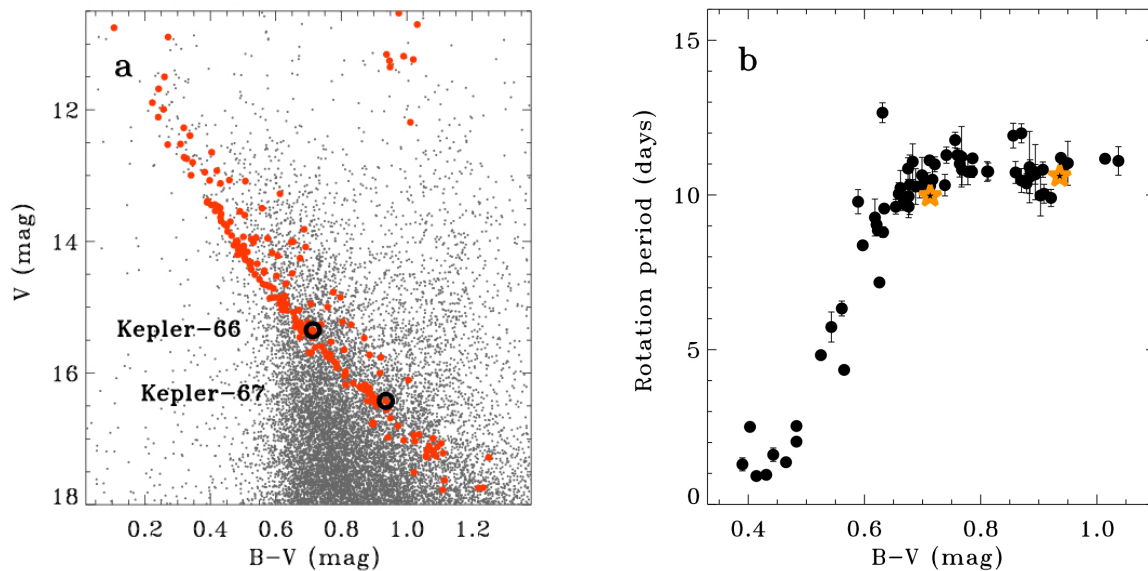 a
V (mag)
12
14
16
18
Kepler-66
Kepler-67
0.2 0.4 0.6 0.8 1.0 1.2
B-V (mag)
b
Rotation period (days)
15
10
5
0
0.4 0.6 0.8 1.0
B-V (mag)